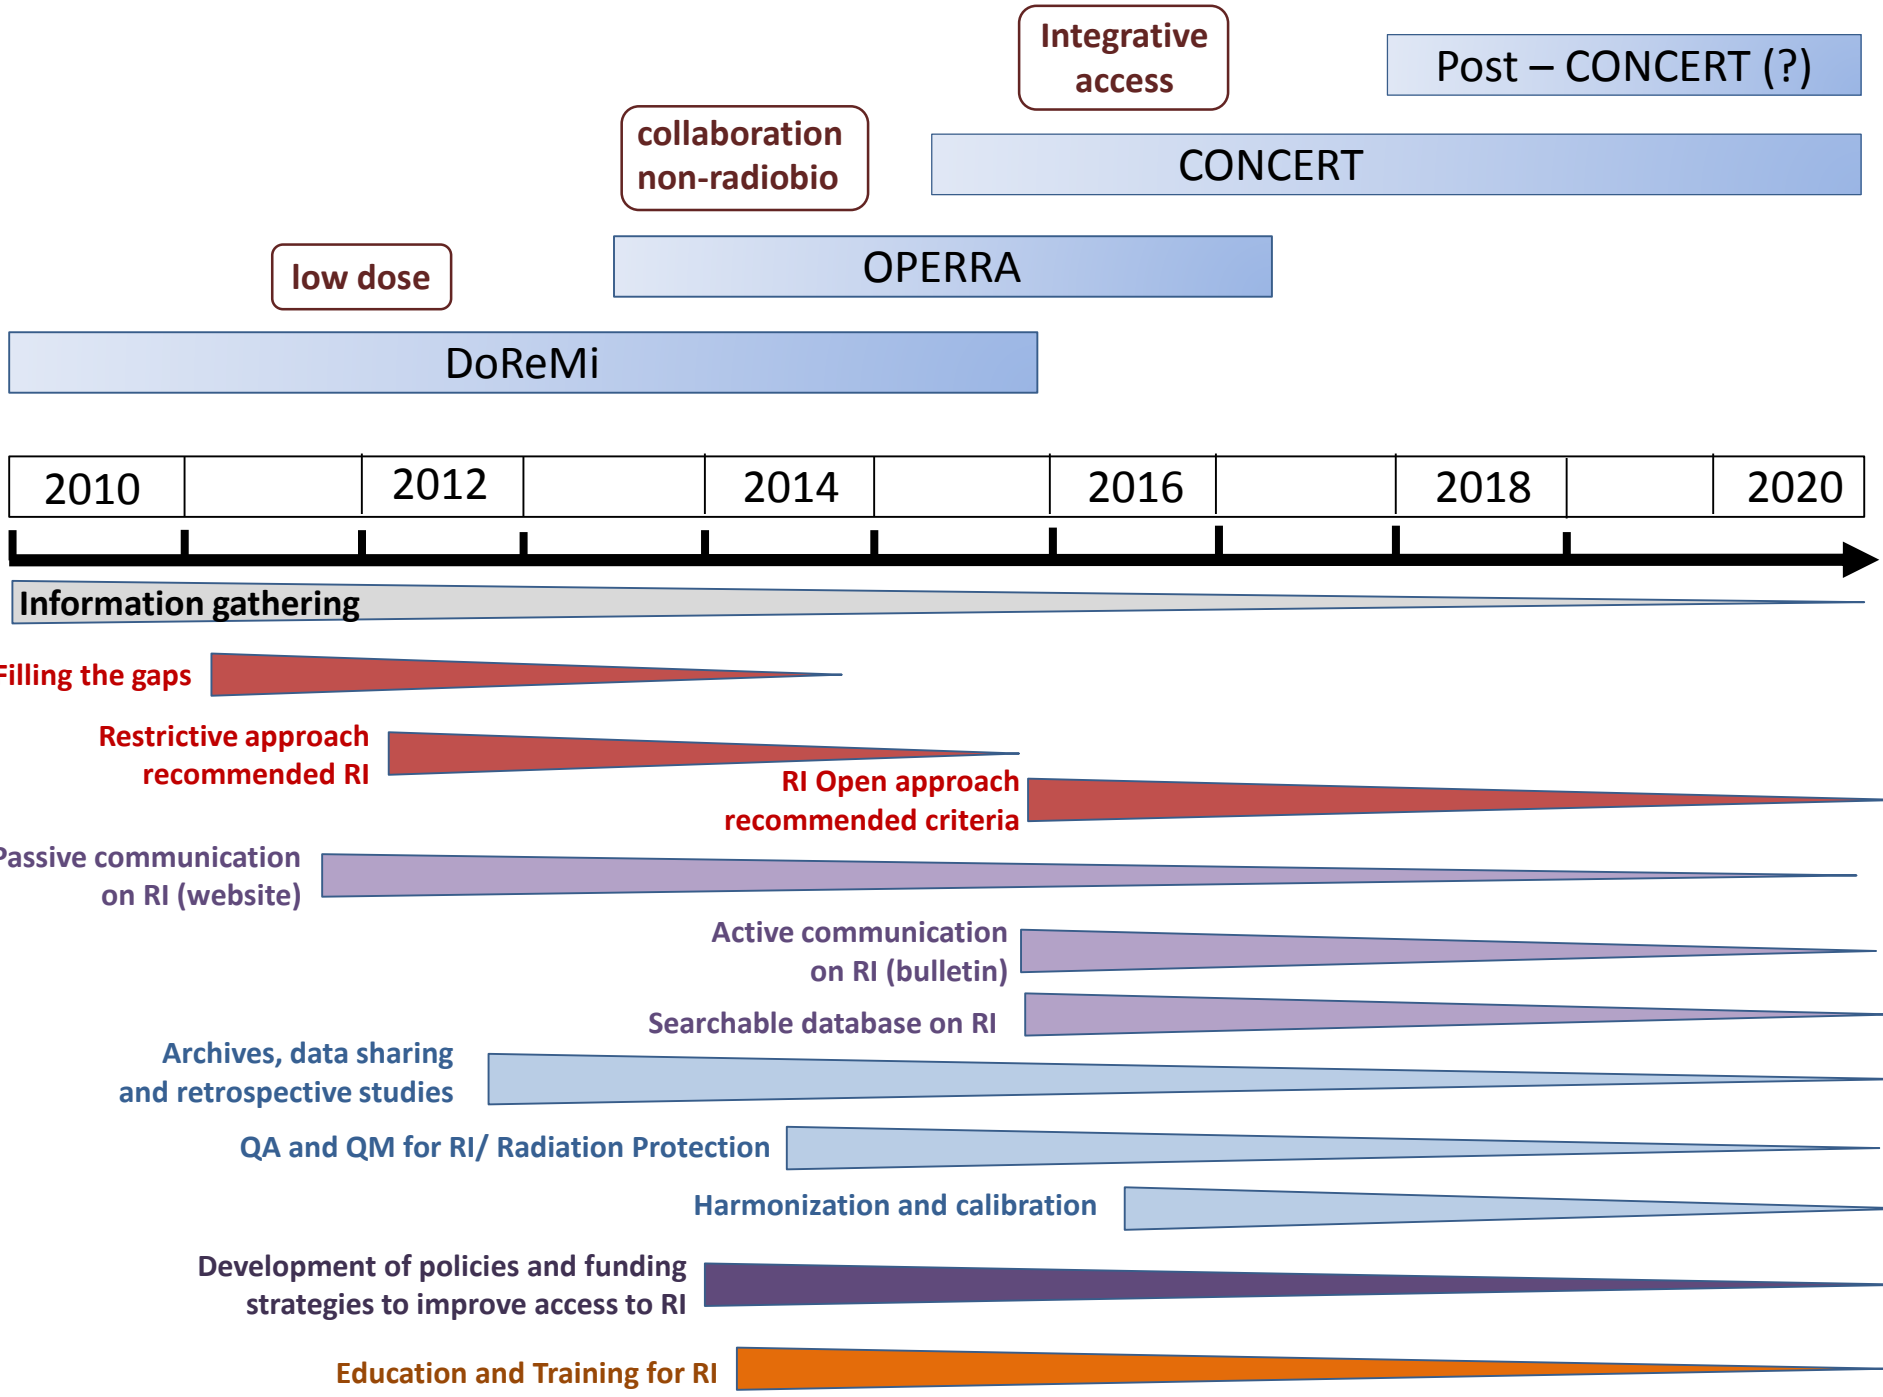 Integrative
access
Post – CONCERT (?)
collaboration
non-radiobio
CONCERT
low dose
OPERRA
DoReMi
2010 2012 2014 2016 2018 2020
Information gathering
Filling the gaps
Restrictive approach
recommended RI
RI Open approach
recommended criteria
Passive communication
on RI (website)
Active communication
on RI (bulletin)
Searchable database on RI
Archives, data sharing
and retrospective studies
QA and QM for RI/ Radiation Protection
Harmonization and calibration
Development of policies and funding
strategies to improve access to RI
Education and Training for RI